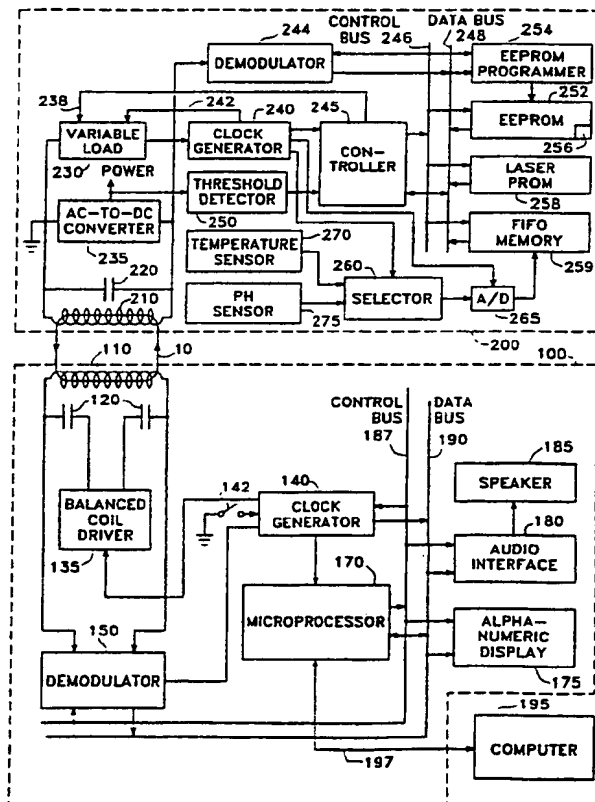 CONTROL BUS 246
DATA BUS 248
244
DEMODULATOR
254
EEPROM PROGRAMMER
238
242
240
245
252
VARIABLE LOAD
230
CLOCK GENERATOR
CON-TROLLER
EEPROM
256
POWER
THRESHOLD DETECTOR
250
LASER PROM
258
AC-TO-DC CONVERTER
235
270
TEMPERATURE SENSOR
260
FIFO MEMORY
259
220
SELECTOR
A/D
265
210
PH SENSOR
275
200
110
10
100
120
CONTROL BUS
187
DATA BUS
190
185
SPEAKER
142
140
CLOCK GENERATOR
180
AUDIO INTERFACE
BALANCED COIL DRIVER
135
170
MICROPROCESSOR
ALPHA-NUMERIC DISPLAY
175
150
DEMODULATOR
195
COMPUTER
197